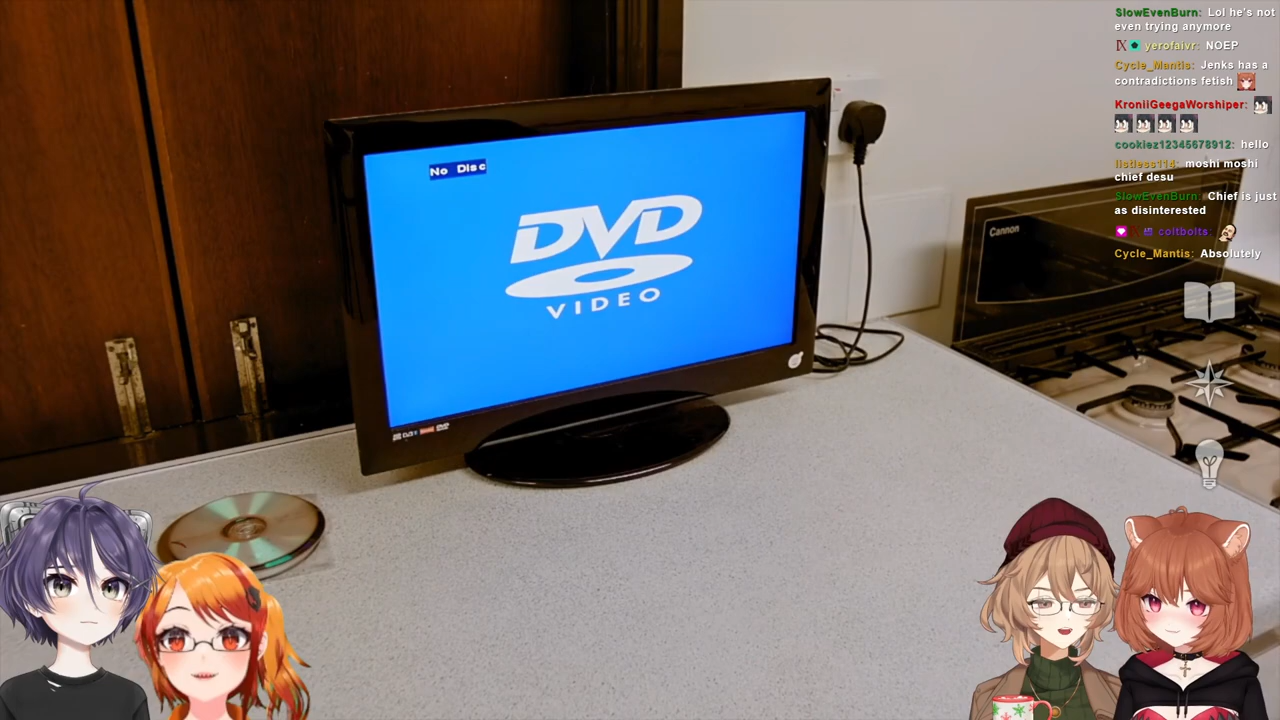 SlowEvenBurn: Lol he's not
even trying anymore
yerofaivr: NOEP
Cycle_Mantis: Jenks has a
contradictions fetish
KroniiGeegaWorshiper:
cookiez12345678912: hello
listless114: moshi moshi
chief desu
SlowEvenBurn: Chief is just
as disinterested
coltbolts:
Cycle_Mantis: Absolutely
No Disc
DVD
VIDEO
Cannon